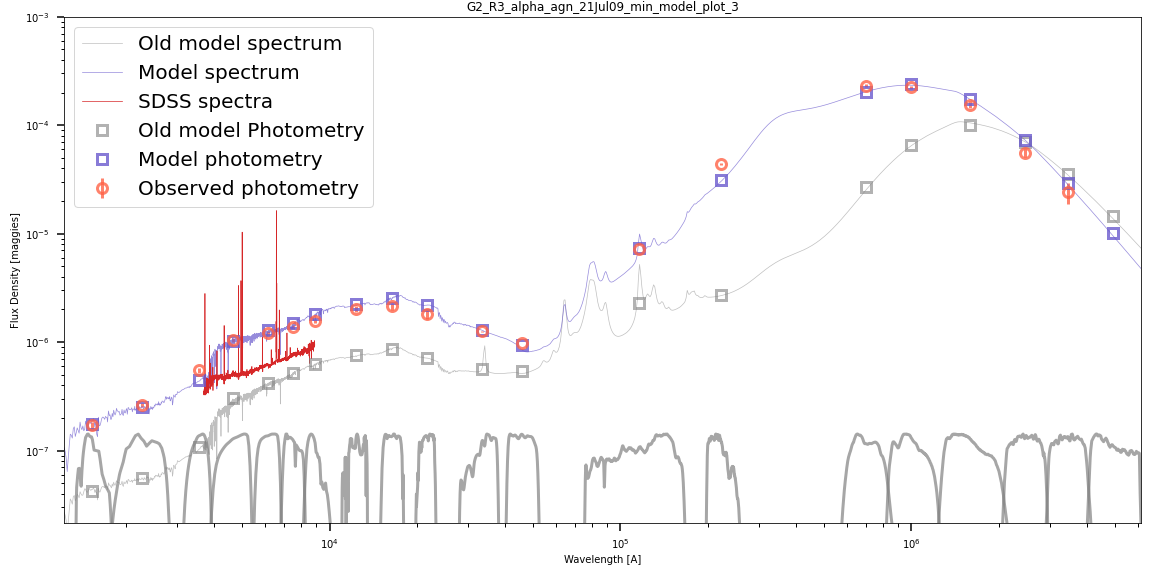 G2_R3_alpha_agn_21Jul09_min_model_plot_3
Old model spectrum
Model spectrum
SDSS spectra
Old model Photometry
Model photometry
Observed photometry
Flux Density [maggies]
10⁻³
10⁻⁴
10⁻⁵
10⁻⁶
10⁻⁷
10⁴
10⁵
10⁶
Wavelength [A]